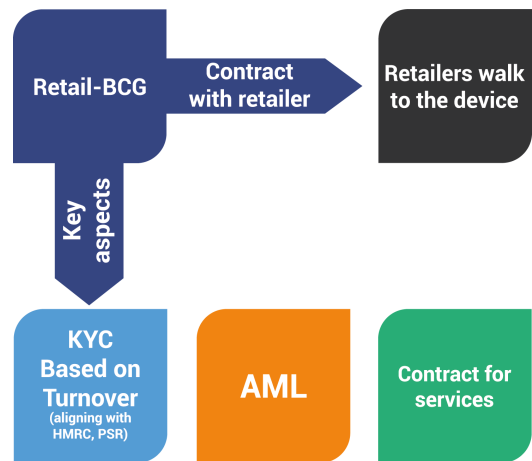 Retail-BCG
Contract
with retailer
Retailers walk
to the device
Key
aspects
KYC
Based on
Turnover
(aligning with
HMRC, PSR)
AML
Contract for
services